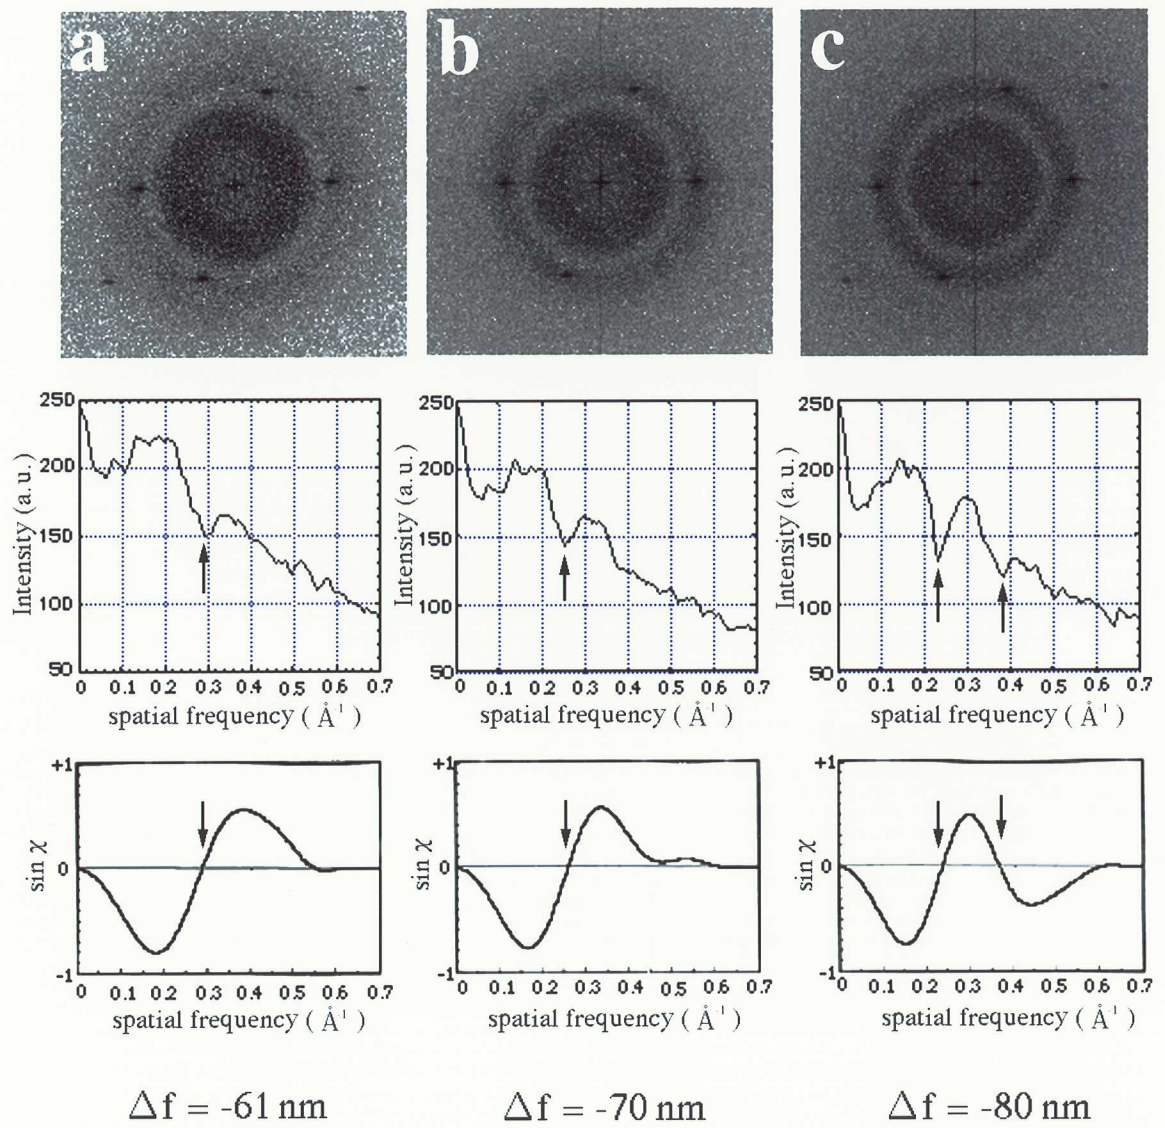 a b c
250 250 250
200 200 200
150 150 150
100 100 100
50 50 50
Intensity (a. u.) Intensity (a. u.) Intensity (a. u.)
0 0.1 0.2 0.3 0.4 0.5 0.6 0.7 0 0.1 0.2 0.3 0.4 0.5 0.6 0.7 0 0.1 0.2 0.3 0.4 0.5 0.6 0.7
spatial frequency ( Å⁻¹ ) spatial frequency ( Å⁻¹ ) spatial frequency ( Å⁻¹ )
+1 +1 +1
0 0 0
-1 -1 -1
sin χ sin χ sin χ
0 0.1 0.2 0.3 0.4 0.5 0.6 0.7 0 0.1 0.2 0.3 0.4 0.5 0.6 0.7 0 0.1 0.2 0.3 0.4 0.5 0.6 0.7
spatial frequency ( Å⁻¹ ) spatial frequency ( Å⁻¹ ) spatial frequency ( Å⁻¹ )
Δf = -61 nm Δf = -70 nm Δf = -80 nm